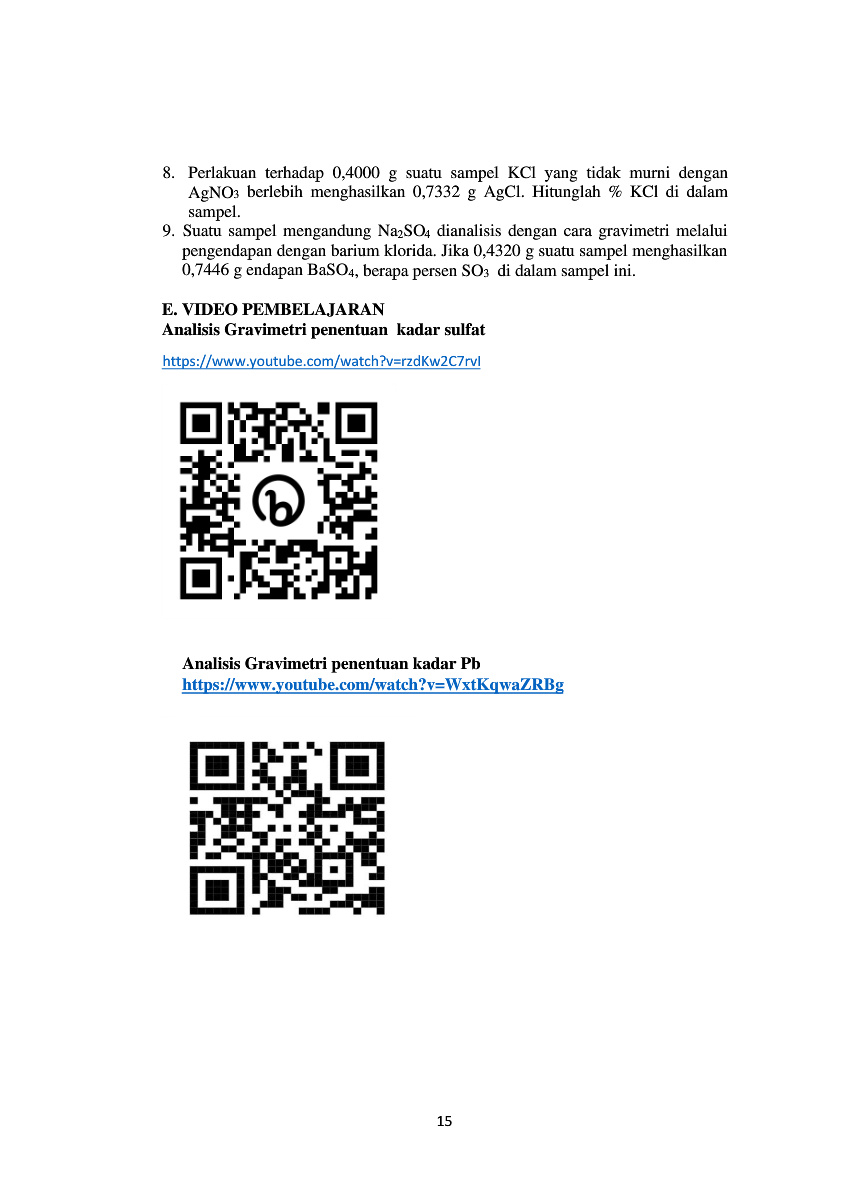 8. Perlakuan terhadap 0,4000 g suatu sampel KCl yang tidak murni dengan
AgNO3 berlebih menghasilkan 0,7332 g AgCl. Hitunglah % KCl di dalam
sampel.
9. Suatu sampel mengandung Na2SO4 dianalisis dengan cara gravimetri melalui
pengendapan dengan barium klorida. Jika 0,4320 g suatu sampel menghasilkan
0,7446 g endapan BaSO4, berapa persen SO3 di dalam sampel ini.
E. VIDEO PEMBELAJARAN
Analisis Gravimetri penentuan kadar sulfat
https://www.youtube.com/watch?v=rzdKw2C7rvI
b
Analisis Gravimetri penentuan kadar Pb
https://www.youtube.com/watch?v=WxtKqwaZRBg
15